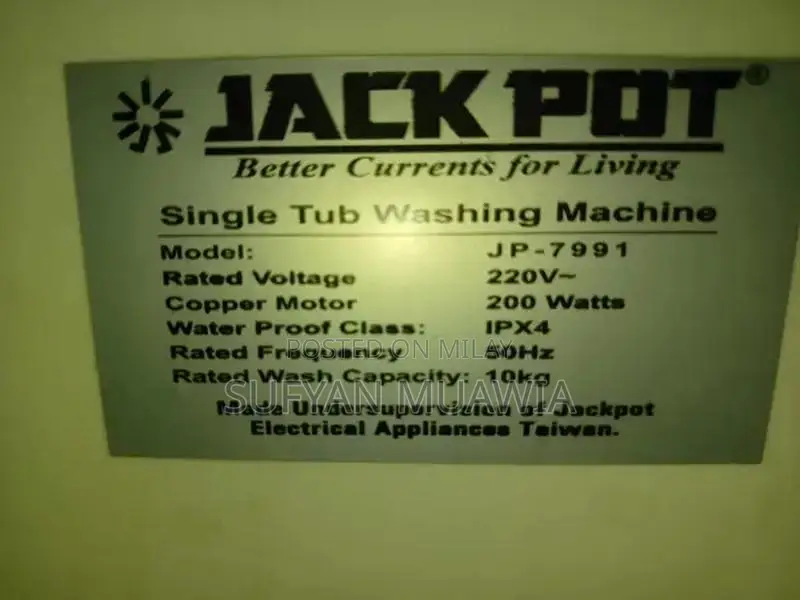 JACK POT®
Better Currents for Living
Single Tub Washing Machine
Model: JP-7991
Rated Voltage 220V~
Copper Motor 200 Watts
Water Proof Class: IPX4
Rated Frequency 50Hz
POSTED ON MILAY
Rated Wash Capacity: 10kg
SUFYAN MUAWIA
Made Undersupervision of Jackpot
Electrical Appliances Taiwan.